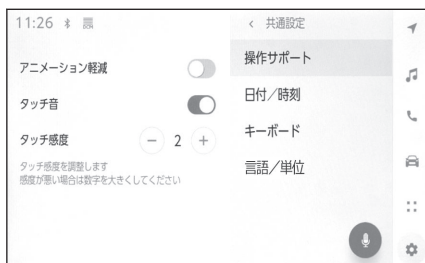 11:26
アニメーション軽減
タッチ音
タッチ感度
− 2 +
タッチ感度を調整します
感度が悪い場合は数字を大きくしてください
< 共通設定
操作サポート
日付/時刻
キーボード
言語/単位